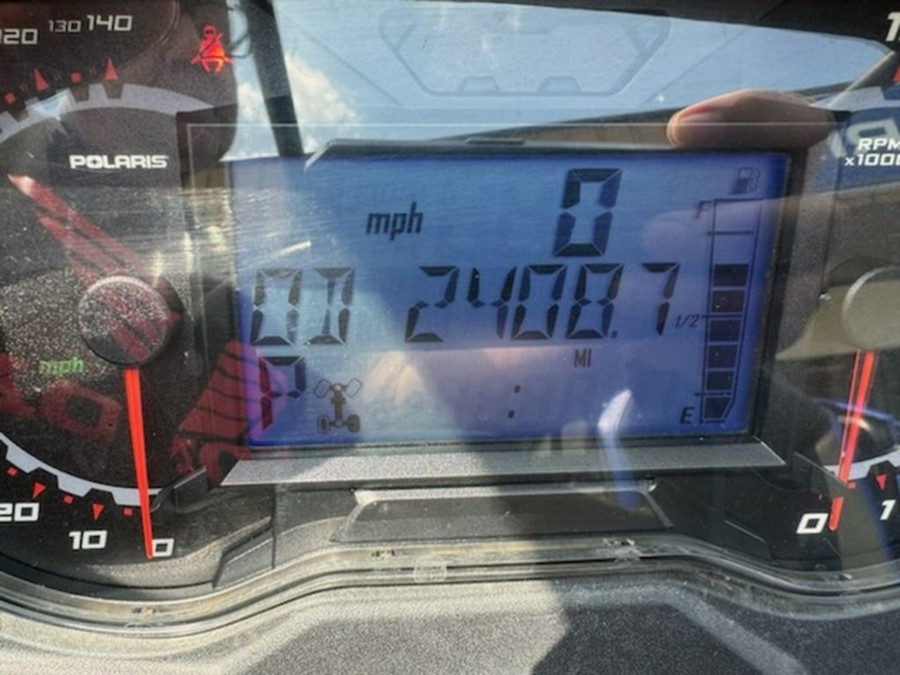 120 130 140
POLARIS
RPM
x1000
mph 0
F
OD 2408.7
1/2
MI
mph
P
:
E
20
10
0
0
1